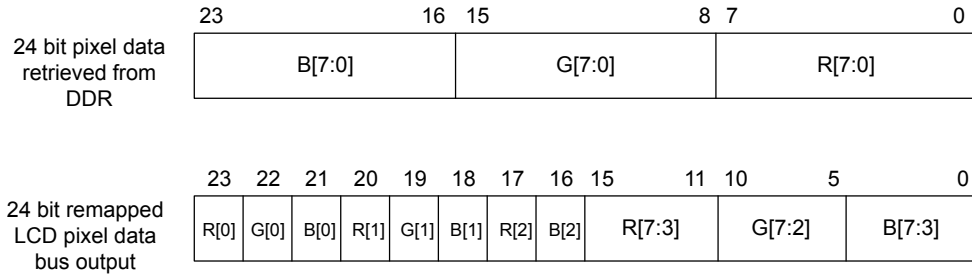 23 16 15 8 7 0
24 bit pixel data
retrieved from
DDR
B[7:0] G[7:0] R[7:0]
23 22 21 20 19 18 17 16 15 11 10 5 0
24 bit remapped
LCD pixel data
bus output
R[0] G[0] B[0] R[1] G[1] B[1] R[2] B[2] R[7:3] G[7:2] B[7:3]